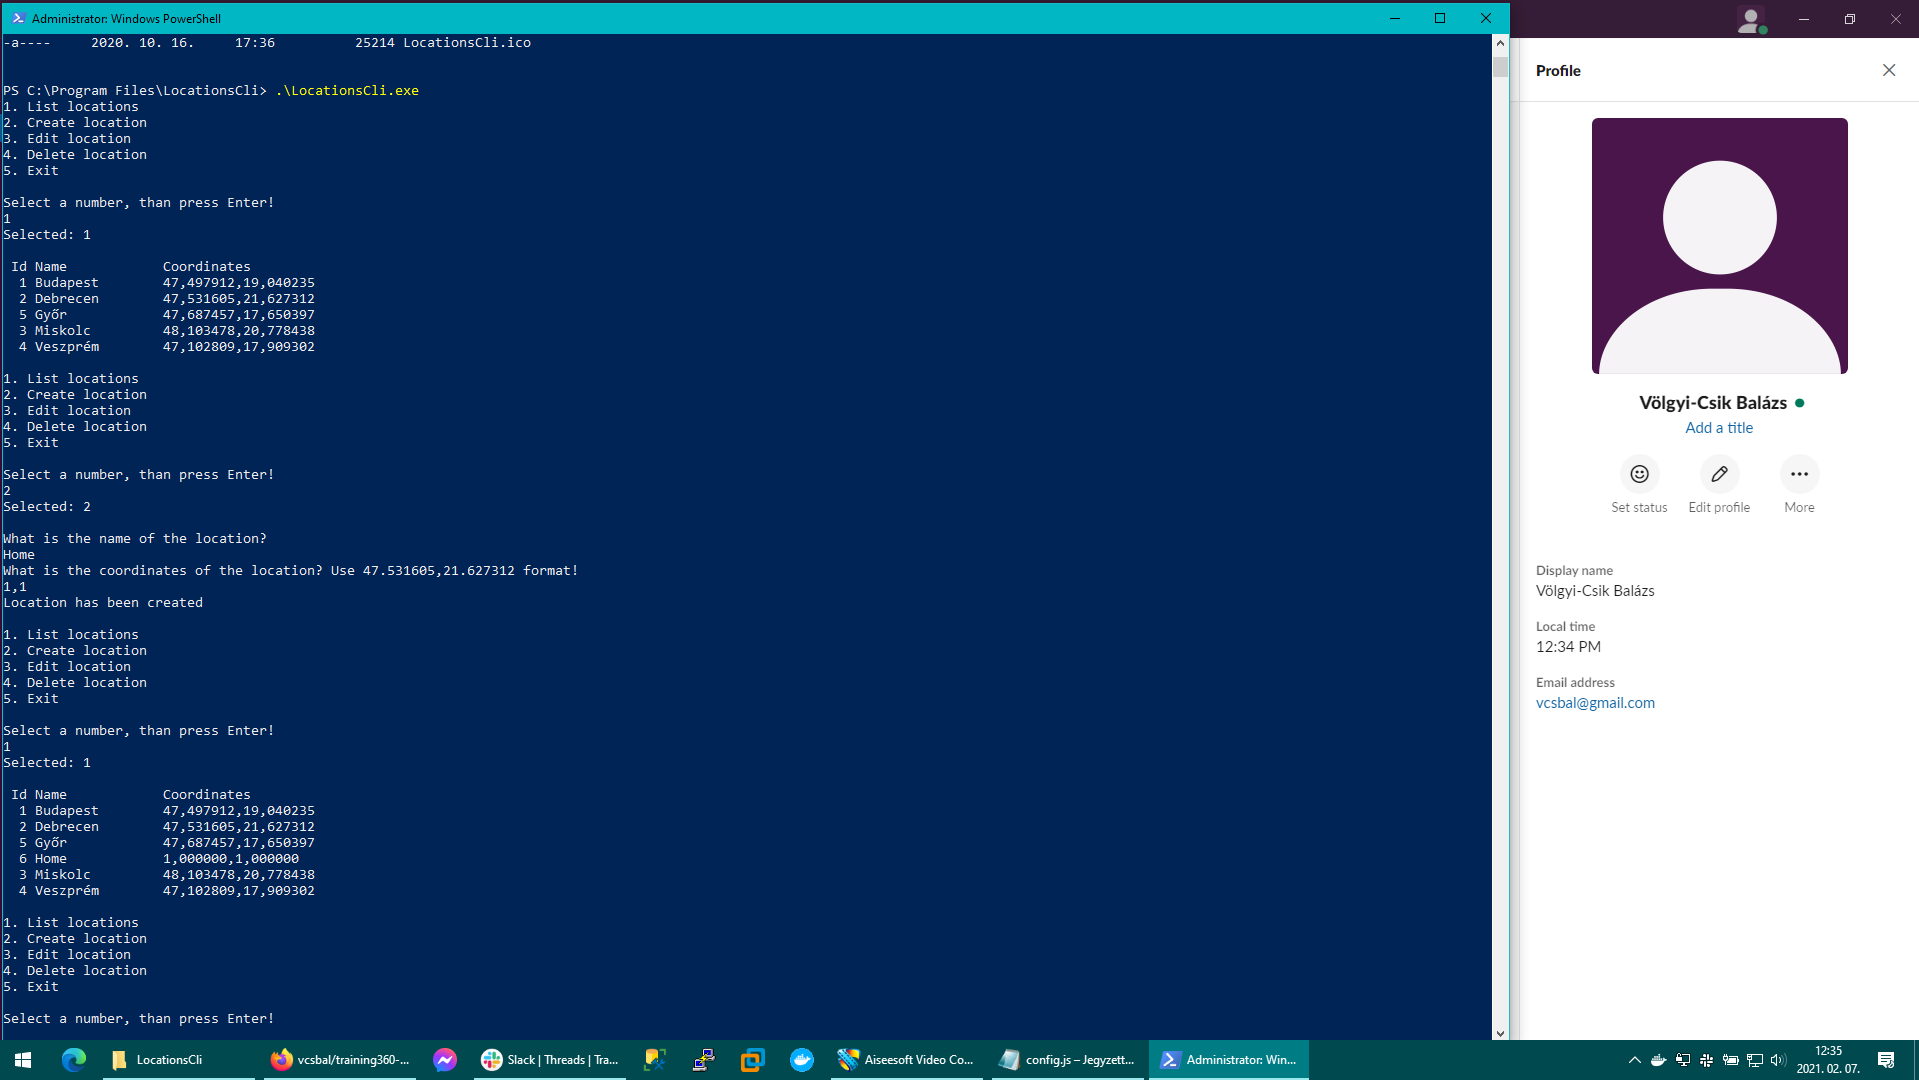 Administrator: Windows PowerShell
-a---- 2020. 10. 16. 17:36 25214 LocationsCli.ico
PS C:\Program Files\LocationsCli> .\LocationsCli.exe
1. List locations
2. Create location
3. Edit location
4. Delete location
5. Exit
Select a number, than press Enter!
1
Selected: 1
Id Name Coordinates
1 Budapest 47,497912,19,040235
2 Debrecen 47,531605,21,627312
5 Győr 47,687457,17,650397
3 Miskolc 48,103478,20,778438
4 Veszprém 47,102809,17,909302
1. List locations
2. Create location
3. Edit location
4. Delete location
5. Exit
Select a number, than press Enter!
2
Selected: 2
What is the name of the location?
Home
What is the coordinates of the location? Use 47.531605,21.627312 format!
1,1
Location has been created
1. List locations
2. Create location
3. Edit location
4. Delete location
5. Exit
Select a number, than press Enter!
1
Selected: 1
Id Name Coordinates
1 Budapest 47,497912,19,040235
2 Debrecen 47,531605,21,627312
5 Győr 47,687457,17,650397
6 Home 1,000000,1,000000
3 Miskolc 48,103478,20,778438
4 Veszprém 47,102809,17,909302
1. List locations
2. Create location
3. Edit location
4. Delete location
5. Exit
Select a number, than press Enter!
Profile
Völgyi-Csik Balázs
Add a title
Set status Edit profile More
Display name
Völgyi-Csik Balázs
Local time
12:34 PM
Email address
vcsbal@gmail.com
LocationsCli vcsbal/training360-... Slack | Threads | Tra... Aiseesoft Video Co... config.js – Jegyzett... Administrator: Win...
12:35
2021. 02. 07.